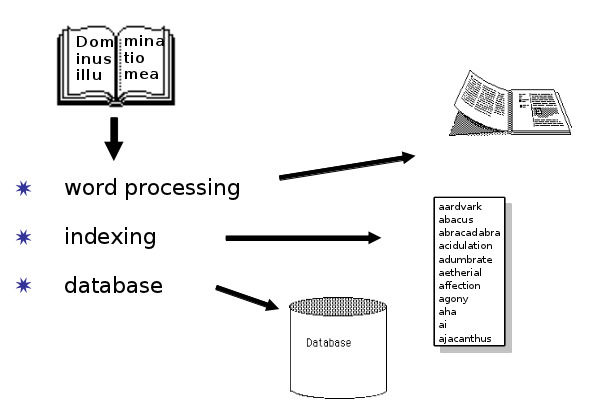 Dom
inus
illu
mina
tio
mea
word processing
indexing
database
aardvark
abacus
abracadabra
acidulation
adumbrate
aetherial
affection
agony
aha
ai
ajacanthus
Database